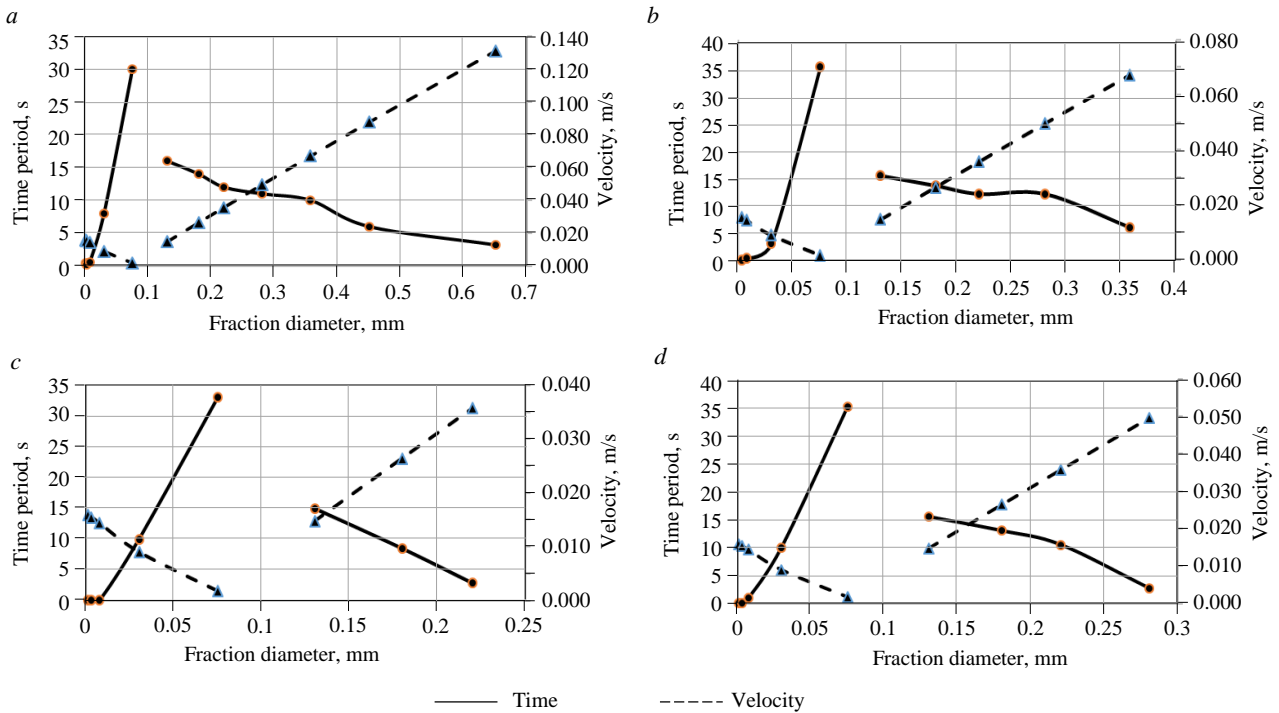 a
35
30
25
20
15
10
5
0
Time period, s
0.140
0.120
0.100
0.080
0.060
0.040
0.020
0.000
Velocity, m/s
0 0.1 0.2 0.3 0.4 0.5 0.6 0.7
Fraction diameter, mm
b
40
35
30
25
20
15
10
5
0
Time period, s
0.080
0.060
0.040
0.020
0.000
Velocity, m/s
0 0.05 0.1 0.15 0.2 0.25 0.3 0.35 0.4
Fraction diameter, mm
c
35
30
25
20
15
10
5
0
Time period, s
0.040
0.030
0.020
0.010
0.000
Velocity, m/s
0 0.05 0.1 0.15 0.2 0.25
Fraction diameter, mm
d
40
35
30
25
20
15
10
5
0
Time period, s
0.060
0.050
0.040
0.030
0.020
0.010
0.000
Velocity, m/s
0 0.05 0.1 0.15 0.2 0.25 0.3
Fraction diameter, mm
Time Velocity